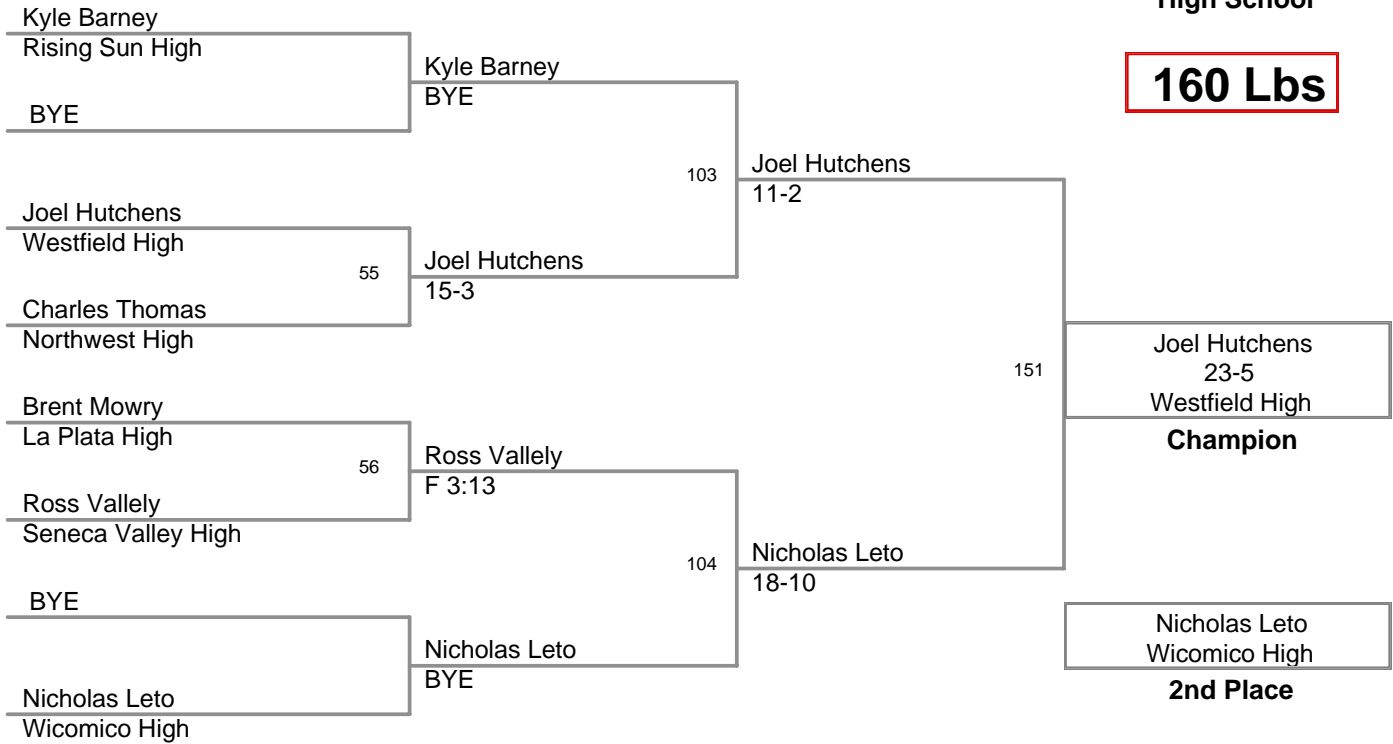 High School
160 Lbs
Kyle Barney
Rising Sun High
BYE
Joel Hutchens
Westfield High
55
Charles Thomas
Northwest High
Brent Mowry
La Plata High
56
Ross Vallely
Seneca Valley High
BYE
Nicholas Leto
Wicomico High
Kyle Barney
BYE
103
Joel Hutchens
15-3
Ross Vallely
F 3:13
104
Nicholas Leto
BYE
Joel Hutchens
11-2
151
Nicholas Leto
18-10
Joel Hutchens
23-5
Westfield High
Champion
Nicholas Leto
Wicomico High
2nd Place